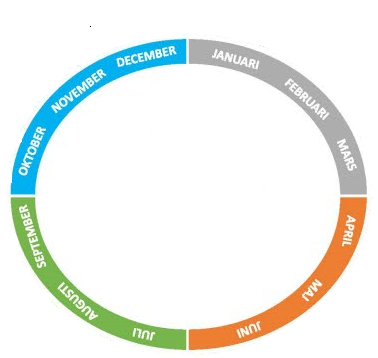 JANUARI
FEBRUARI
MARS
APRIL
MAJ
JUNI
JULI
AUGUSTI
SEPTEMBER
OKTOBER
NOVEMBER
DECEMBER